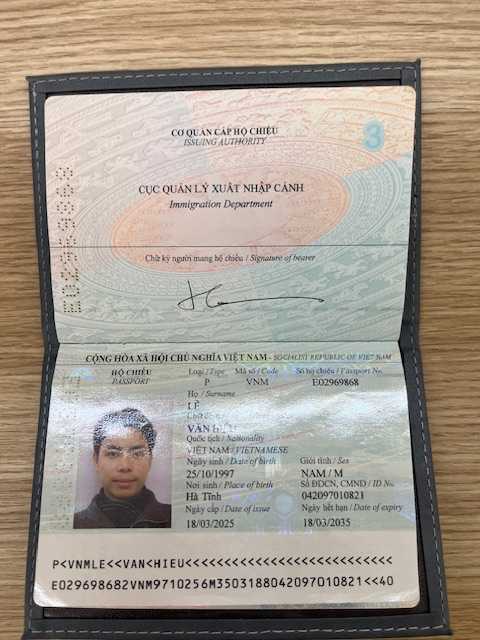 CƠ QUAN CẤP HỘ CHIẾU
ISSUING AUTHORITY
3
CỤC QUẢN LÝ XUẤT NHẬP CẢNH
Immigration Department
Chữ ký người mang hộ chiếu / Signature of bearer
CỘNG HÒA XÃ HỘI CHỦ NGHĨA VIỆT NAM - SOCIALIST REPUBLIC OF VIET NAM
HỘ CHIẾU
PASSPORT
Loại / Type Mã số / Code Số hộ chiếu / Passport No.
P VNM E02969868
Họ / Surname
LÊ
VĂN HIẾU
Quốc tịch / Nationality
VIỆT NAM / VIETNAMESE
Ngày sinh / Date of birth Giới tính / Sex
25/10/1997 NAM / M
Nơi sinh / Place of birth Số ĐDCN, CMND / ID No.
Hà Tĩnh 042097010821
Ngày cấp / Date of issue Ngày hết hạn / Date of expiry
18/03/2025 18/03/2035
P<VNMLE<<VAN<HIEU<<<<<<<<<<<<<<<<<<<<<<<<<<<
E029698682VNM9710256M3503188042097010821<<40